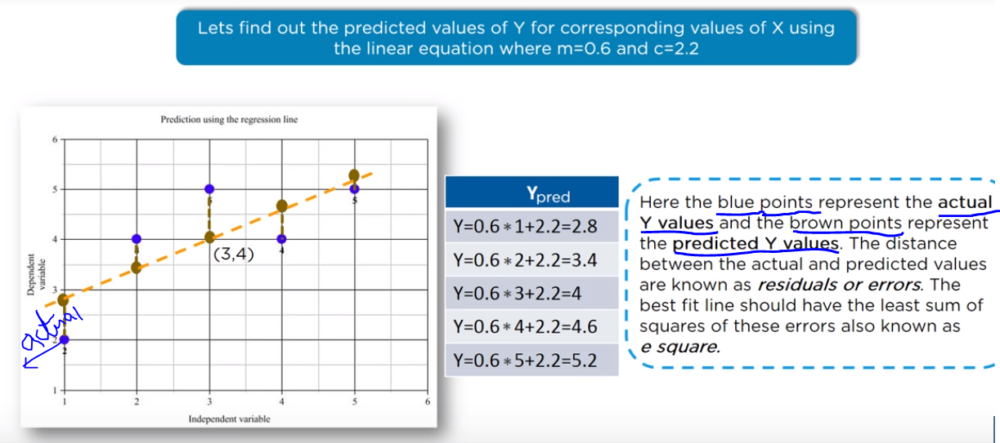 Lets find out the predicted values of Y for corresponding values of X using
the linear equation where m=0.6 and c=2.2
Prediction using the regression line
6
5
4
3
2
1
Dependent
variable
5
5
4
(3,4)
2
actual
1 2 3 4 5 6
Independent variable
Ypred
Y=0.6*1+2.2=2.8
Y=0.6*2+2.2=3.4
Y=0.6*3+2.2=4
Y=0.6*4+2.2=4.6
Y=0.6*5+2.2=5.2
Here the blue points represent the actual
Y values and the brown points represent
the predicted Y values. The distance
between the actual and predicted values
are known as residuals or errors. The
best fit line should have the least sum of
squares of these errors also known as
e square.